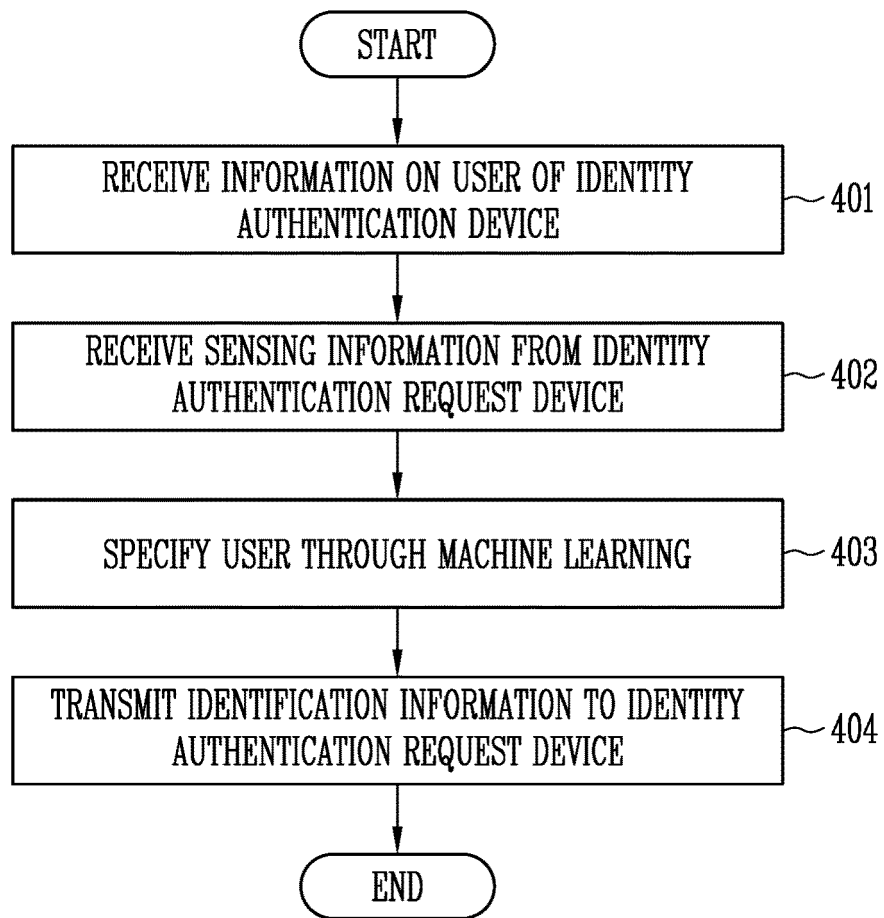 START
RECEIVE INFORMATION ON USER OF IDENTITY
AUTHENTICATION DEVICE
401
RECEIVE SENSING INFORMATION FROM IDENTITY
AUTHENTICATION REQUEST DEVICE
402
SPECIFY USER THROUGH MACHINE LEARNING
403
TRANSMIT IDENTIFICATION INFORMATION TO IDENTITY
AUTHENTICATION REQUEST DEVICE
404
END